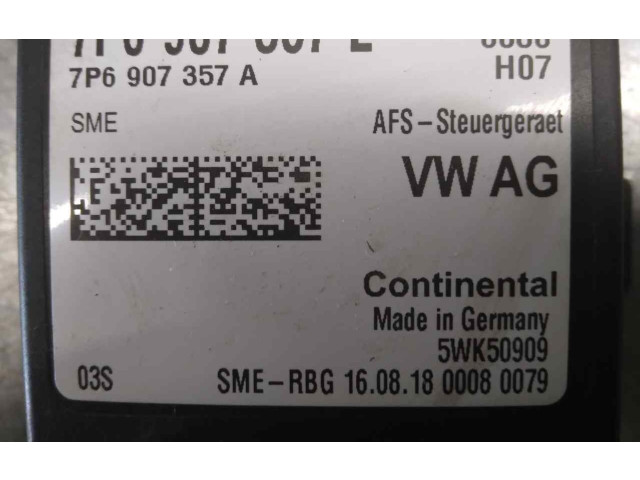 7P6 907 357 A
H07
SME
AFS-Steuergeraet
VW AG
Continental
Made in Germany
5WK50909
03S
SME-RBG 16.08.18 0008 0079